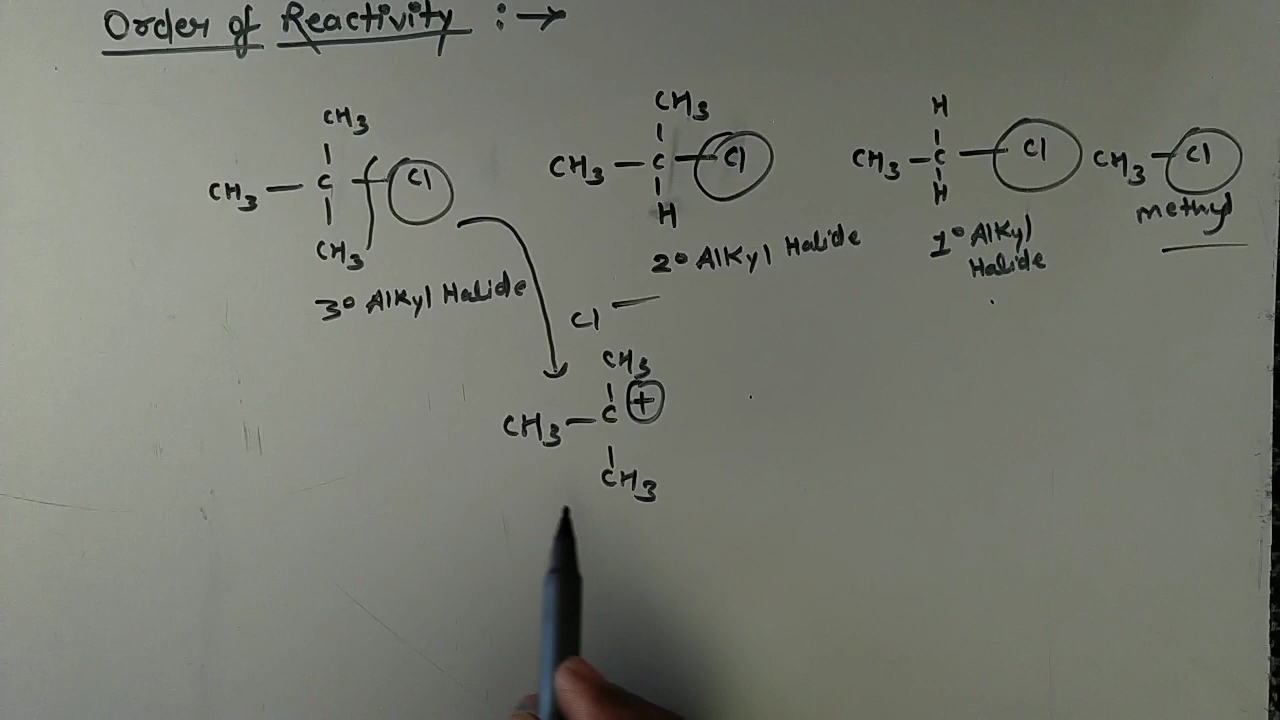 Order of Reactivity :→
CH3
CH3 — C — Cl
CH3
3° Alkyl Halide
CH3
CH3 — C — Cl
H
2° Alkyl Halide
H
CH3 — C — Cl
H
1° Alkyl
Halide
CH3 — Cl
methyl
Cl —
CH3
CH3 — C +
CH3